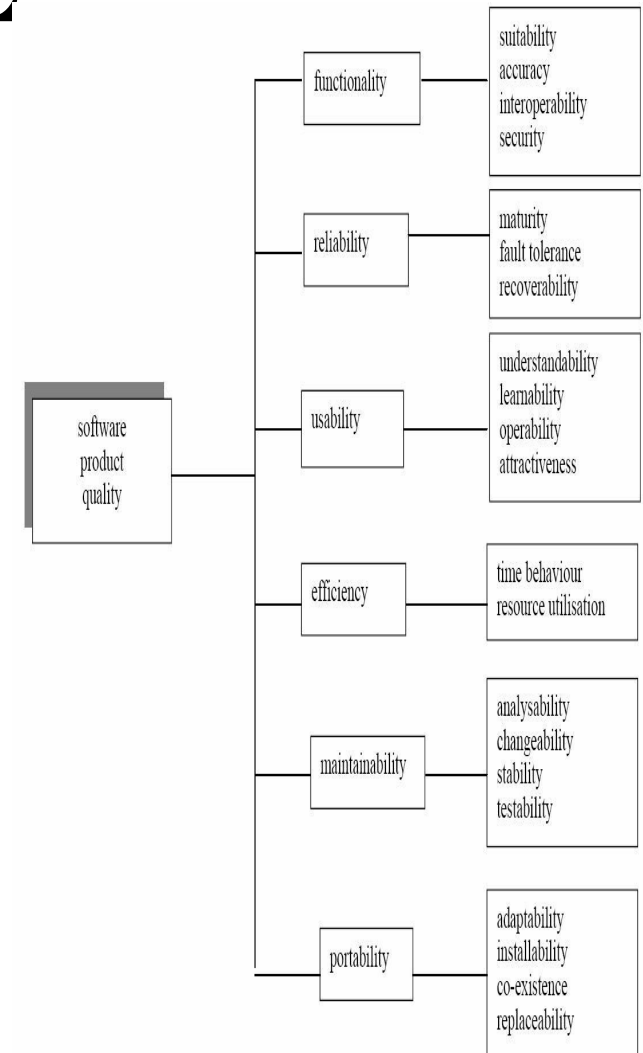 software
product
quality
functionality
suitability
accuracy
interoperability
security
reliability
maturity
fault tolerance
recoverability
usability
understandability
learnability
operability
attractiveness
efficiency
time behaviour
resource utilisation
maintainability
analysability
changeability
stability
testability
portability
adaptability
installability
co-existence
replaceability